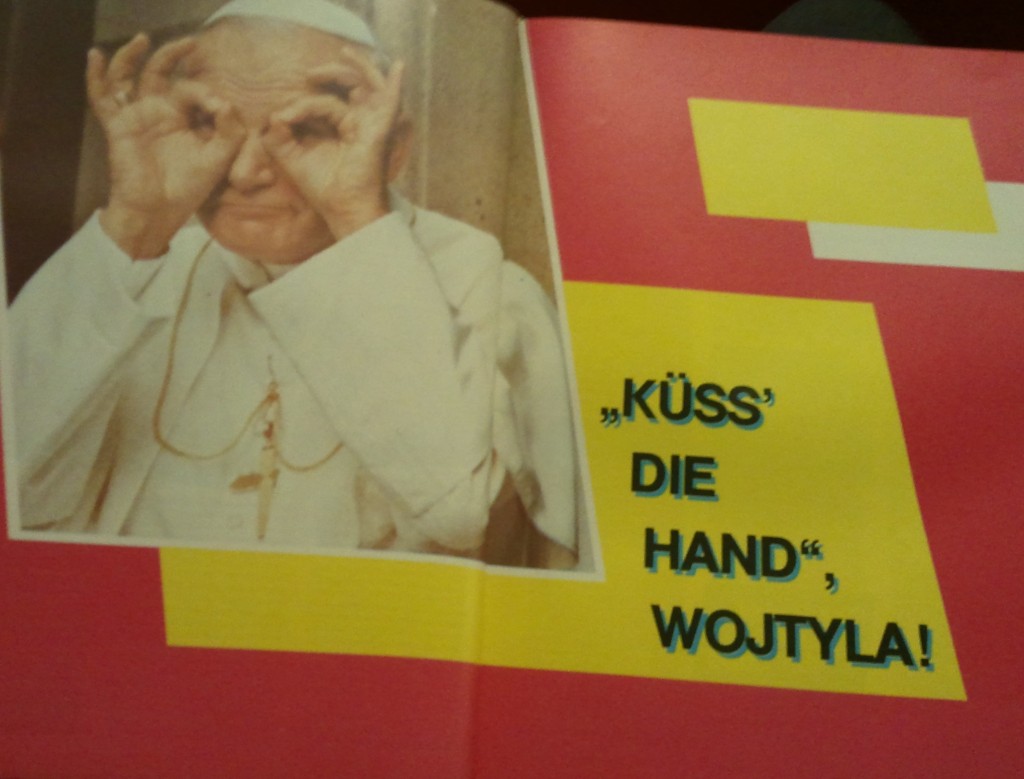 „KÜSS’
DIE
HAND“,
WOJTYLA!